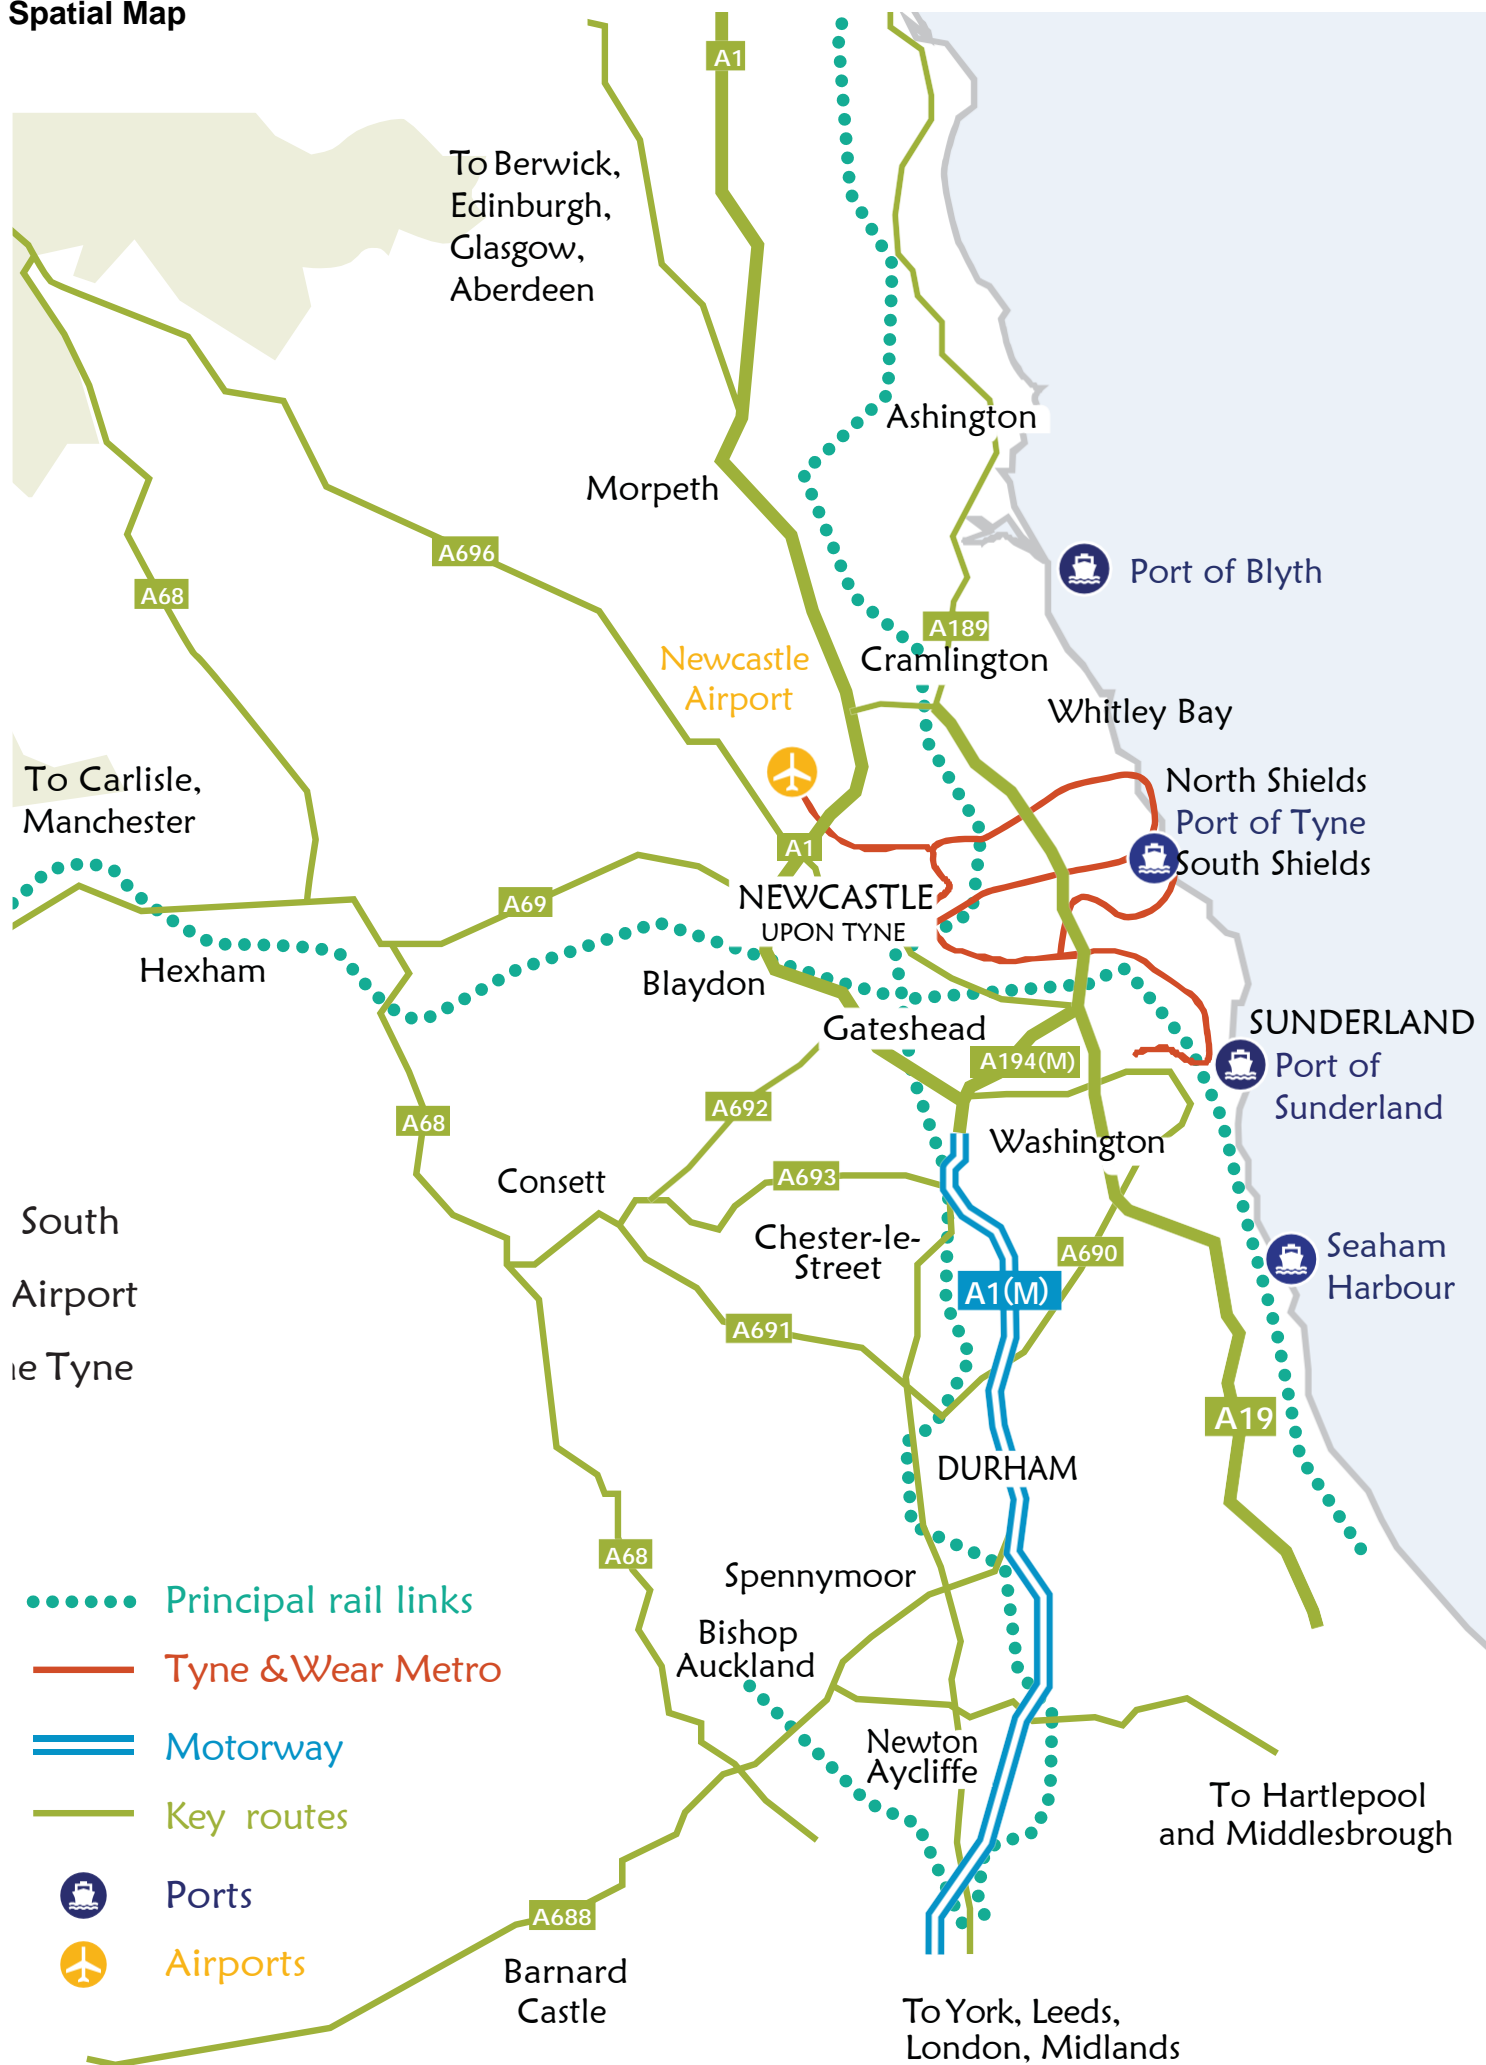 Spatial Map
A1
To Berwick,
Edinburgh,
Glasgow,
Aberdeen
Ashington
Morpeth
A696
Port of Blyth
A68
A189
Newcastle
Airport
Cramlington
Whitley Bay
To Carlisle,
Manchester
North Shields
Port of Tyne
South Shields
A1
A69
NEWCASTLE
UPON TYNE
Hexham
Blaydon
Gateshead
SUNDERLAND
Port of
Sunderland
A194(M)
A692
A68
Washington
Consett
A693
South
Chester-le-
Street
A690
Seaham
Harbour
Airport
A1(M)
A691
e Tyne
A19
DURHAM
A68
Spennymoor
Principal rail links
Bishop
Auckland
Tyne & Wear Metro
Motorway
Newton
Aycliffe
Key routes
To Hartlepool
and Middlesbrough
Ports
A688
Airports
Barnard
Castle
To York, Leeds,
London, Midlands